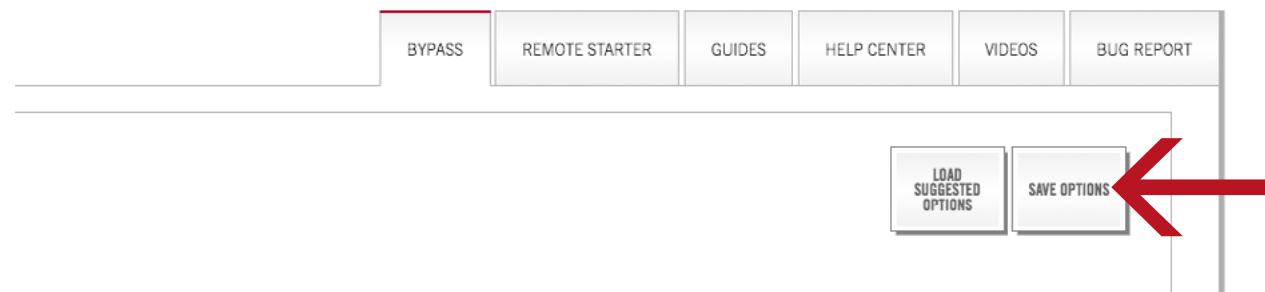 BYPASS REMOTE STARTER GUIDES HELP CENTER VIDEOS BUG REPORT
LOAD
SUGGESTED
OPTIONS
SAVE OPTIONS